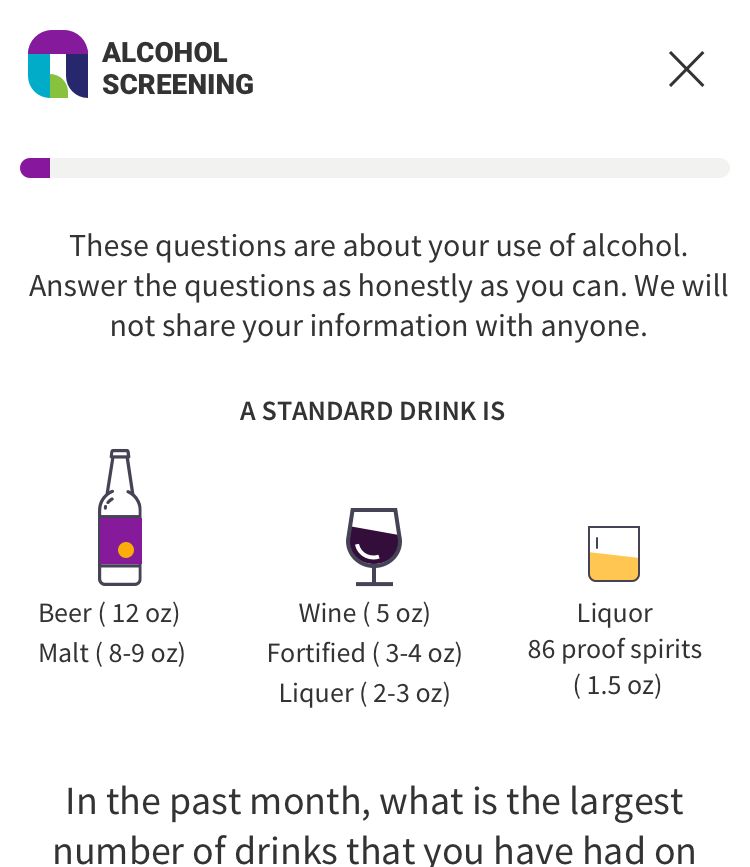 ALCOHOL
SCREENING
These questions are about your use of alcohol.
Answer the questions as honestly as you can. We will
not share your information with anyone.
A STANDARD DRINK IS
Beer ( 12 oz)
Malt ( 8-9 oz)
Wine ( 5 oz)
Fortified ( 3-4 oz)
Liquer ( 2-3 oz)
Liquor
86 proof spirits
( 1.5 oz)
In the past month, what is the largest
number of drinks that you have had on